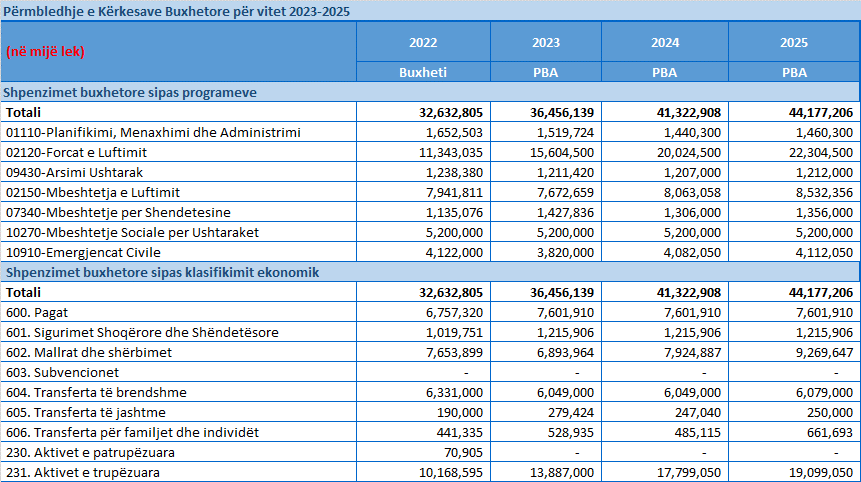 Përmbledhje e Kërkesave Buxhetore për vitet 2023-2025
(në mijë lek) 2022 2023 2024 2025
Buxheti PBA PBA PBA
Shpenzimet buxhetore sipas programeve
Totali 32,632,805 36,456,139 41,322,908 44,177,206
01110-Planifikimi, Menaxhimi dhe Administrimi 1,652,503 1,519,724 1,440,300 1,460,300
02120-Forcat e Luftimit 11,343,035 15,604,500 20,024,500 22,304,500
09430-Arsimi Ushtarak 1,238,380 1,211,420 1,207,000 1,212,000
02150-Mbeshtetja e Luftimit 7,941,811 7,672,659 8,063,058 8,532,356
07340-Mbeshtetje per Shendetesine 1,135,076 1,427,836 1,306,000 1,356,000
10270-Mbeshtetje Sociale per Ushtaraket 5,200,000 5,200,000 5,200,000 5,200,000
10910-Emergjencat Civile 4,122,000 3,820,000 4,082,050 4,112,050
Shpenzimet buxhetore sipas klasifikimit ekonomik
Totali 32,632,805 36,456,139 41,322,908 44,177,206
600. Pagat 6,757,320 7,601,910 7,601,910 7,601,910
601. Sigurimet Shoqërore dhe Shëndetësore 1,019,751 1,215,906 1,215,906 1,215,906
602. Mallrat dhe shërbimet 7,653,899 6,893,964 7,924,887 9,269,647
603. Subvencionet - - - -
604. Transferta të brendshme 6,331,000 6,049,000 6,049,000 6,079,000
605. Transferta të jashtme 190,000 279,424 247,040 250,000
606. Transferta për familjet dhe individët 441,335 528,935 485,115 661,693
230. Aktivet e patrupëzuara 70,905 - - -
231. Aktivet e trupëzuara 10,168,595 13,887,000 17,799,050 19,099,050